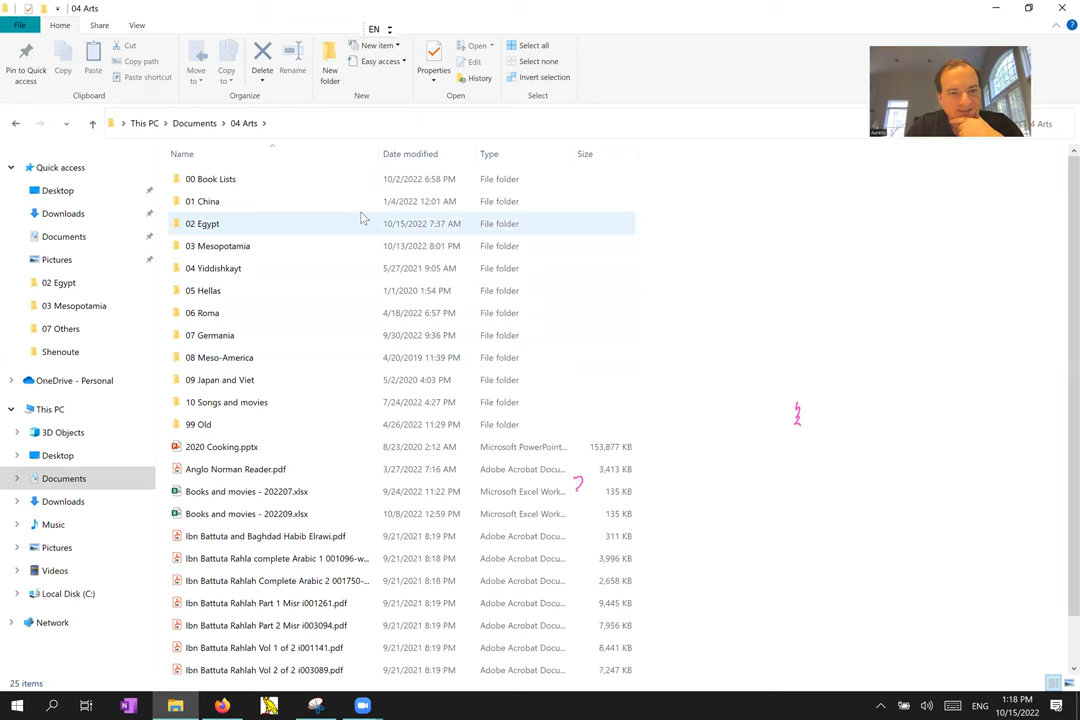 04 Arts
File Home Share View
EN
Pin to Quick access
Copy
Paste
Cut
Copy path
Paste shortcut
Clipboard
Move to
Copy to
Delete
Rename
Organize
New folder
New item
Easy access
New
Properties
Open
Edit
History
Open
Select all
Select none
Invert selection
Select
This PC Documents 04 Arts
04 Arts
Aurelio
Quick access
Desktop
Downloads
Documents
Pictures
02 Egypt
03 Mesopotamia
07 Others
Shenoute
OneDrive - Personal
This PC
3D Objects
Desktop
Documents
Downloads
Music
Pictures
Videos
Local Disk (C:)
Network
Name Date modified Type Size
00 Book Lists 10/2/2022 6:58 PM File folder
01 China 1/4/2022 12:01 AM File folder
02 Egypt 10/15/2022 7:37 AM File folder
03 Mesopotamia 10/13/2022 8:01 PM File folder
04 Yiddishkayt 5/27/2021 9:05 AM File folder
05 Hellas 1/1/2020 1:54 PM File folder
06 Roma 4/18/2022 6:57 PM File folder
07 Germania 9/30/2022 9:36 PM File folder
08 Meso-America 4/20/2019 11:39 PM File folder
09 Japan and Viet 5/2/2020 4:03 PM File folder
10 Songs and movies 7/24/2022 4:27 PM File folder
99 Old 4/26/2022 11:29 PM File folder
2020 Cooking.pptx 8/23/2020 2:12 AM Microsoft PowerPoint... 153,877 KB
Anglo Norman Reader.pdf 3/27/2022 7:16 AM Adobe Acrobat Docu... 3,413 KB
Books and movies - 202207.xlsx 9/24/2022 11:22 PM Microsoft Excel Work... 135 KB
Books and movies - 202209.xlsx 10/8/2022 12:59 PM Microsoft Excel Work... 135 KB
Ibn Battuta and Baghdad Habib Elrawi.pdf 9/21/2021 8:19 PM Adobe Acrobat Docu... 311 KB
Ibn Battuta Rahla complete Arabic 1 001096-w... 9/21/2021 8:18 PM Adobe Acrobat Docu... 3,996 KB
Ibn Battuta Rahlah Complete Arabic 2 001750-... 9/21/2021 8:18 PM Adobe Acrobat Docu... 2,658 KB
Ibn Battuta Rahlah Part 1 Misr i001261.pdf 9/21/2021 8:19 PM Adobe Acrobat Docu... 9,445 KB
Ibn Battuta Rahlah Part 2 Misr i003094.pdf 9/21/2021 8:19 PM Adobe Acrobat Docu... 7,956 KB
Ibn Battuta Rahlah Vol 1 of 2 i001141.pdf 9/21/2021 8:19 PM Adobe Acrobat Docu... 8,441 KB
Ibn Battuta Rahlah Vol 2 of 2 i003089.pdf 9/21/2021 8:19 PM Adobe Acrobat Docu... 7,247 KB
25 items
ENG
1:18 PM
10/15/2022